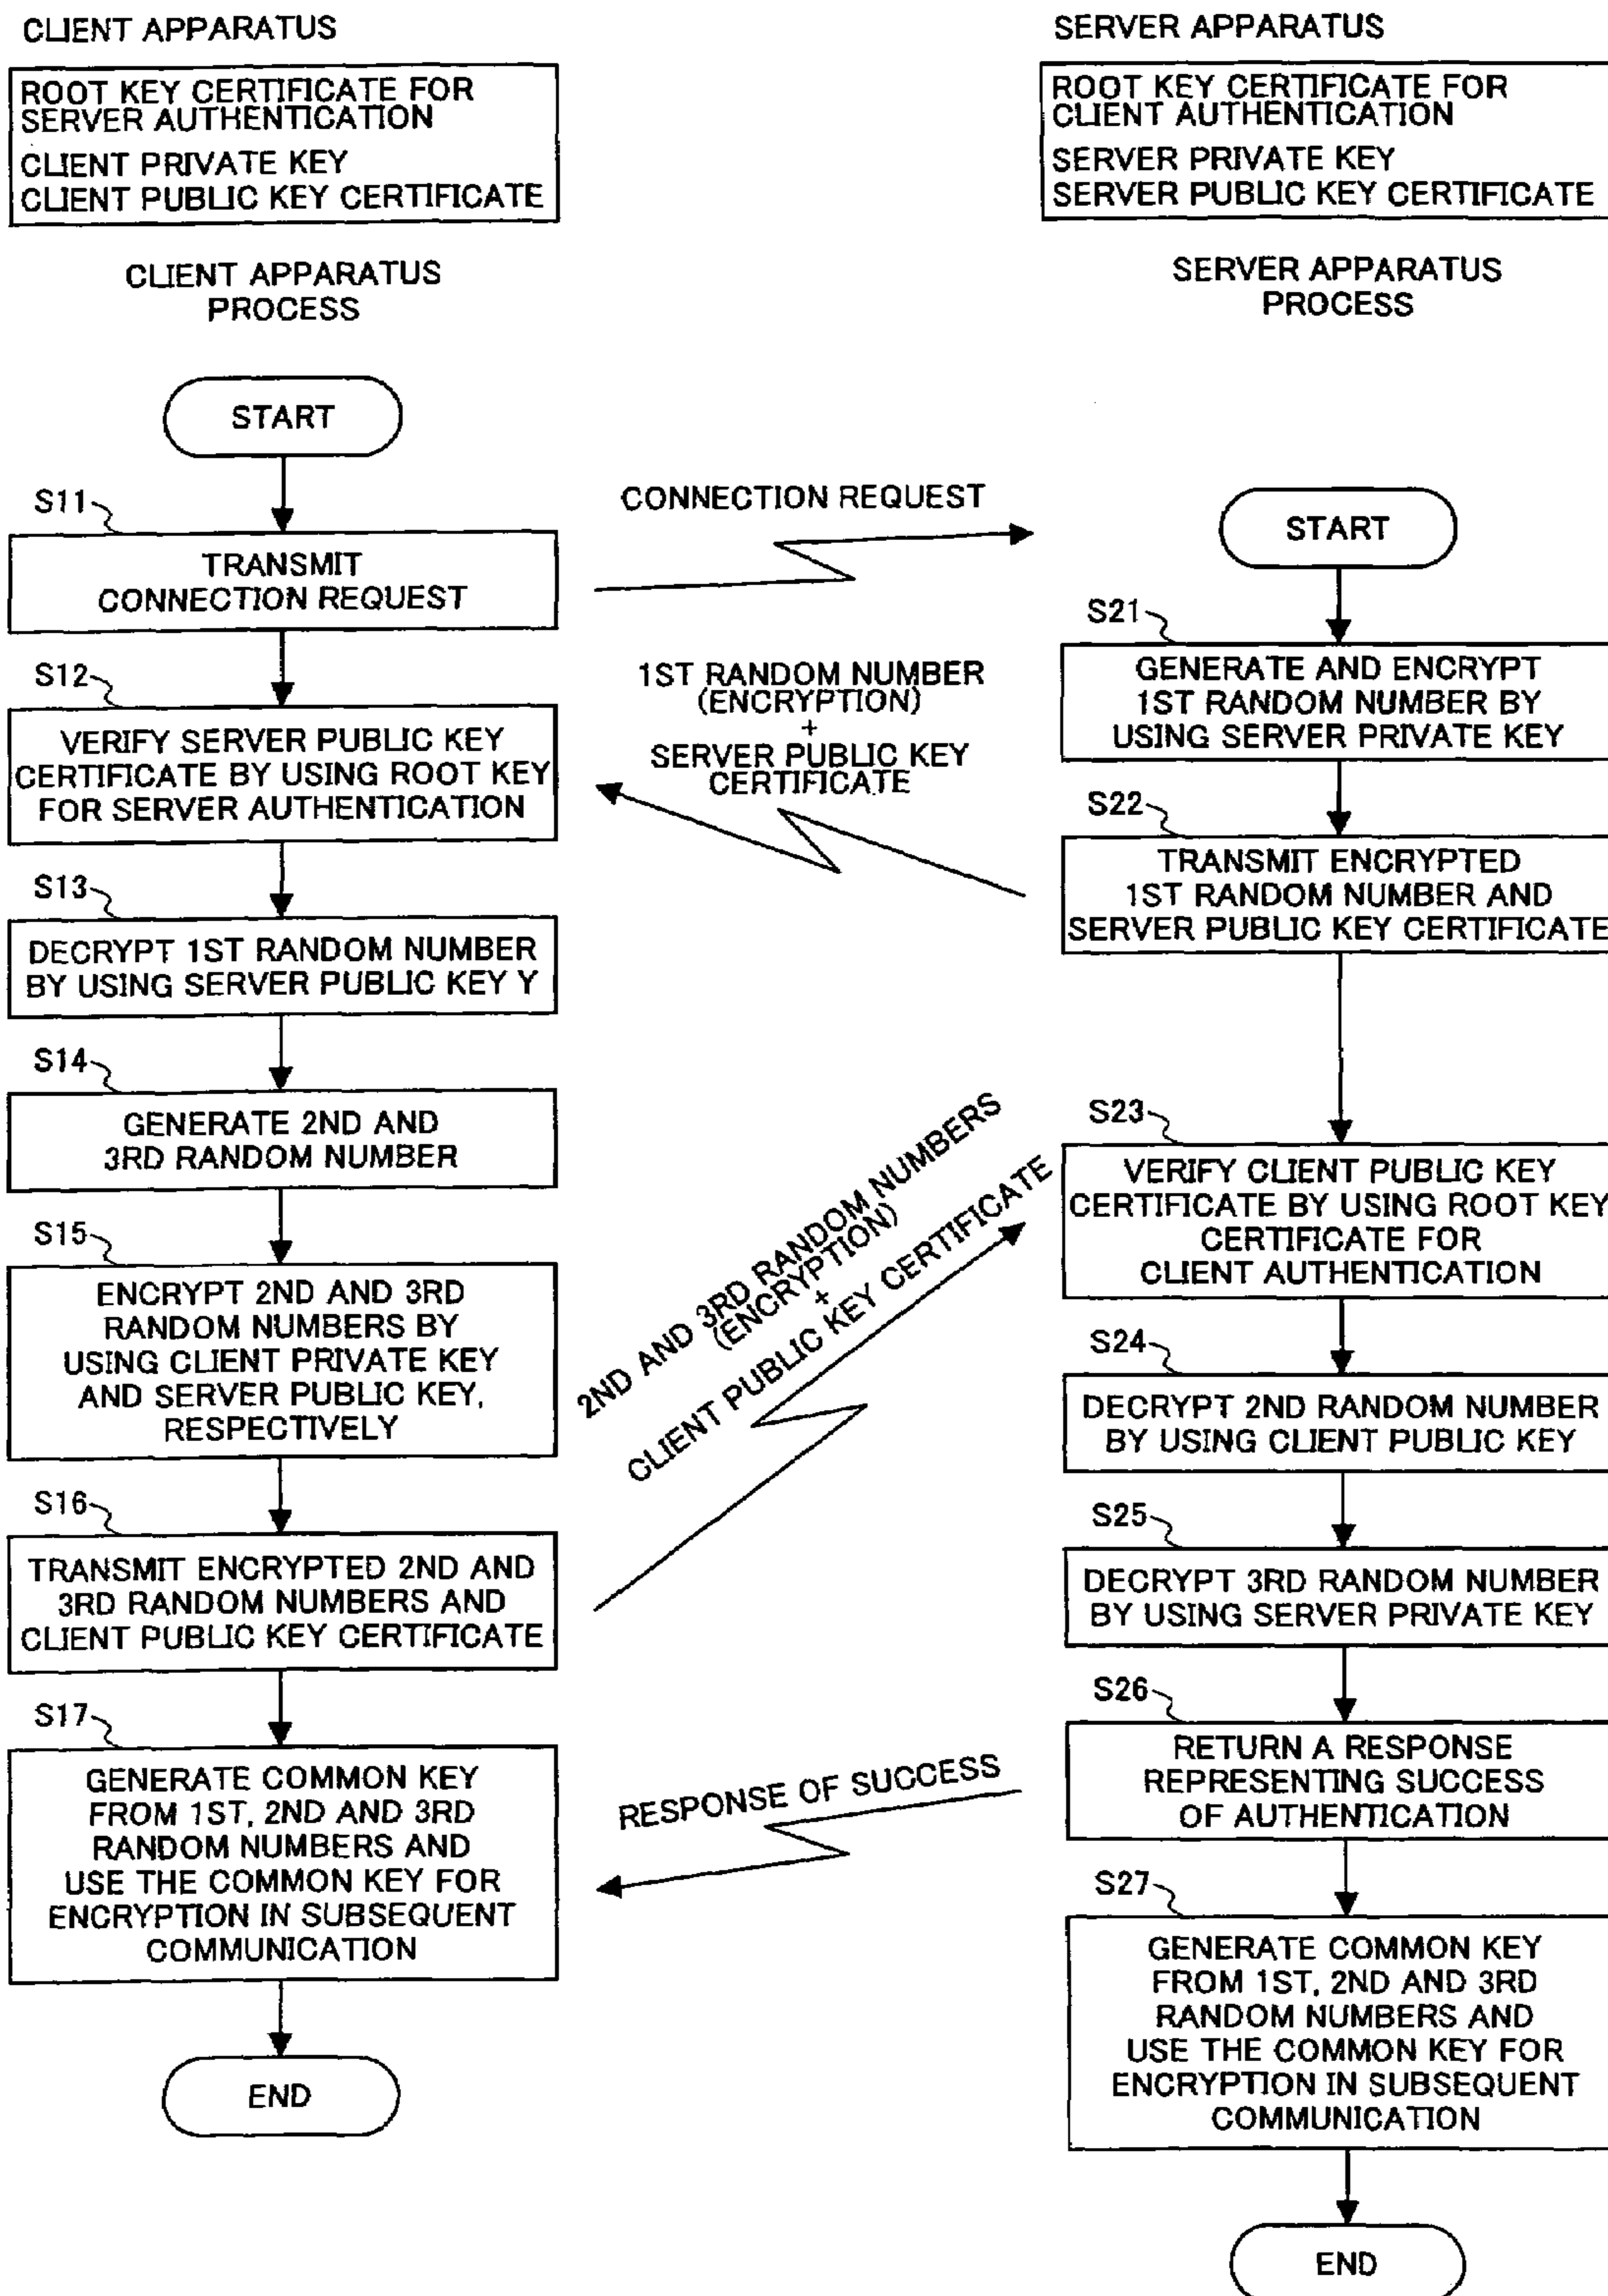 CLIENT APPARATUS
ROOT KEY CERTIFICATE FOR
SERVER AUTHENTICATION
CLIENT PRIVATE KEY
CLIENT PUBLIC KEY CERTIFICATE
CLIENT APPARATUS
PROCESS
START
S11
TRANSMIT
CONNECTION REQUEST
S12
VERIFY SERVER PUBLIC KEY
CERTIFICATE BY USING ROOT KEY
FOR SERVER AUTHENTICATION
S13
DECRYPT 1ST RANDOM NUMBER
BY USING SERVER PUBLIC KEY Y
S14
GENERATE 2ND AND
3RD RANDOM NUMBER
S15
ENCRYPT 2ND AND 3RD
RANDOM NUMBERS BY
USING CLIENT PRIVATE KEY
AND SERVER PUBLIC KEY,
RESPECTIVELY
S16
TRANSMIT ENCRYPTED 2ND AND
3RD RANDOM NUMBERS AND
CLIENT PUBLIC KEY CERTIFICATE
S17
GENERATE COMMON KEY
FROM 1ST, 2ND AND 3RD
RANDOM NUMBERS AND
USE THE COMMON KEY FOR
ENCRYPTION IN SUBSEQUENT
COMMUNICATION
END
CONNECTION REQUEST
1ST RANDOM NUMBER
(ENCRYPTION)
+
SERVER PUBLIC KEY
CERTIFICATE
2ND AND 3RD RANDOM NUMBERS
(ENCRYPTION)
+
CLIENT PUBLIC KEY CERTIFICATE
RESPONSE OF SUCCESS
SERVER APPARATUS
ROOT KEY CERTIFICATE FOR
CLIENT AUTHENTICATION
SERVER PRIVATE KEY
SERVER PUBLIC KEY CERTIFICATE
SERVER APPARATUS
PROCESS
START
S21
GENERATE AND ENCRYPT
1ST RANDOM NUMBER BY
USING SERVER PRIVATE KEY
S22
TRANSMIT ENCRYPTED
1ST RANDOM NUMBER AND
SERVER PUBLIC KEY CERTIFICATE
S23
VERIFY CLIENT PUBLIC KEY
CERTIFICATE BY USING ROOT KEY
CERTIFICATE FOR
CLIENT AUTHENTICATION
S24
DECRYPT 2ND RANDOM NUMBER
BY USING CLIENT PUBLIC KEY
S25
DECRYPT 3RD RANDOM NUMBER
BY USING SERVER PRIVATE KEY
S26
RETURN A RESPONSE
REPRESENTING SUCCESS
OF AUTHENTICATION
S27
GENERATE COMMON KEY
FROM 1ST, 2ND AND 3RD
RANDOM NUMBERS AND
USE THE COMMON KEY FOR
ENCRYPTION IN SUBSEQUENT
COMMUNICATION
END